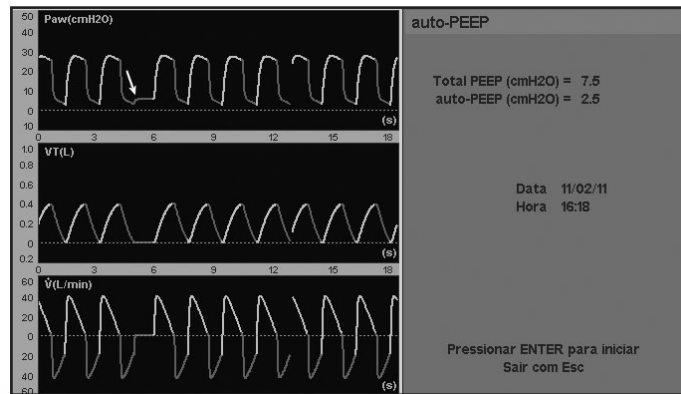 Paw(cmH2O)
50
40
30
20
10
0
10
(s)
0 3 6 9 12 15 18
VT(L)
1.0
0.8
0.6
0.4
0.2
0
0.2
(s)
0 3 6 9 12 15 18
V̇(L/min)
60
40
20
0
20
40
60
(s)
auto-PEEP
Total PEEP (cmH2O) = 7.5
auto-PEEP (cmH2O) = 2.5
Data 11/02/11
Hora 16:18
Pressionar ENTER para iniciar
Sair com Esc